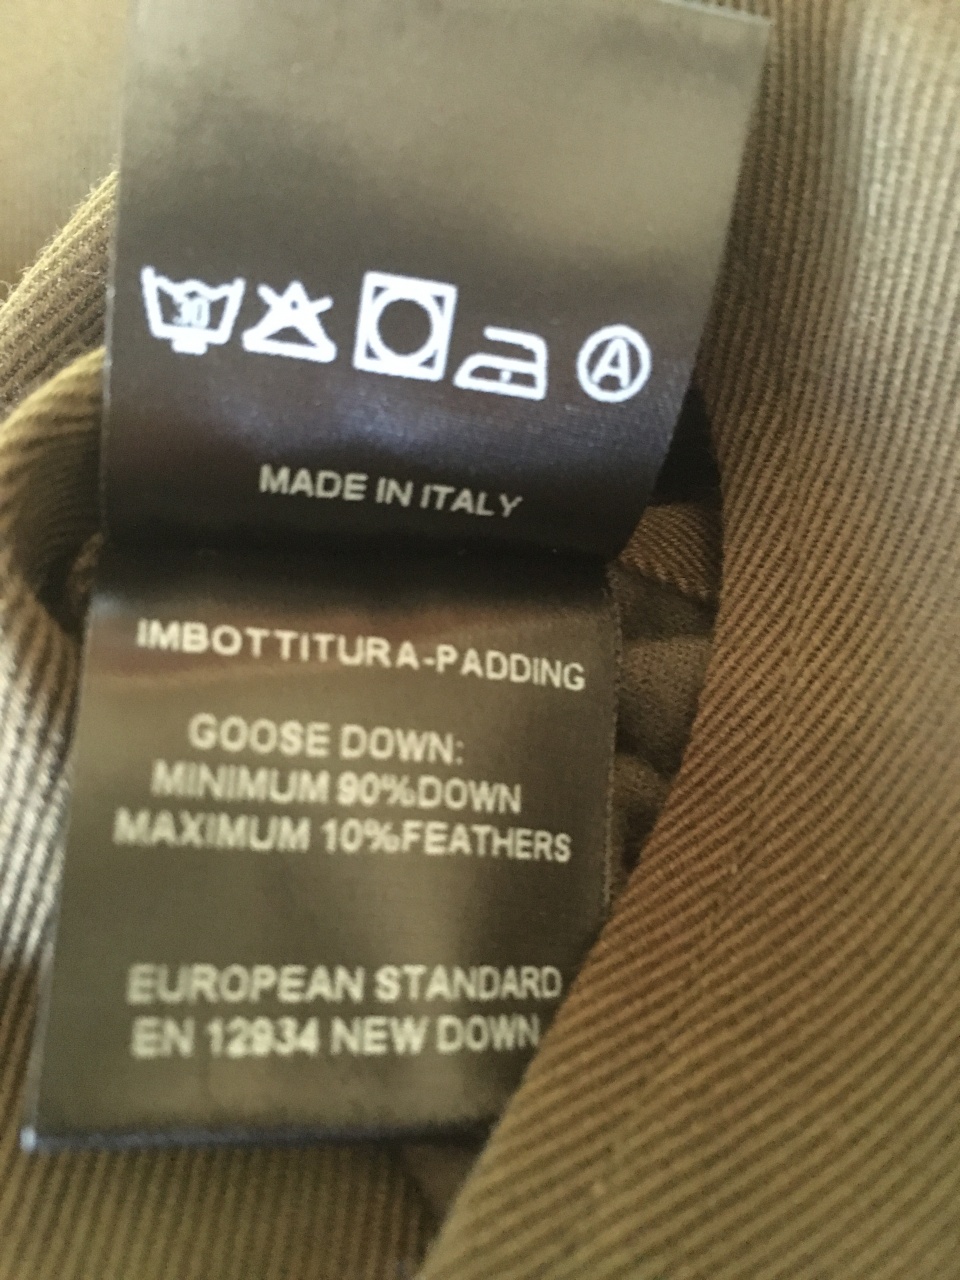 30
A
MADE IN ITALY
IMBOTTITURA-PADDING
GOOSE DOWN:
MINIMUM 90%DOWN
MAXIMUM 10%FEATHERS
EUROPEAN STANDARD
EN 12934 NEW DOWN